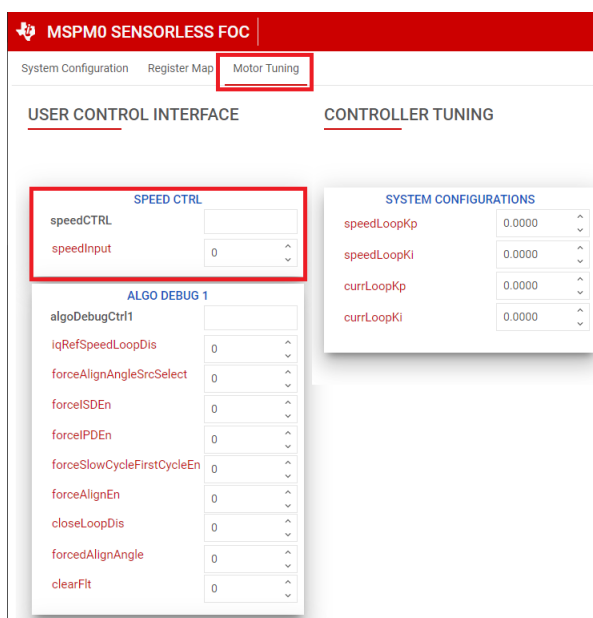 MSPM0 SENSORLESS FOC
System Configuration Register Map Motor Tuning
USER CONTROL INTERFACE
SPEED CTRL
speedCTRL
speedInput 0
ALGO DEBUG 1
algoDebugCtrl1
iqRefSpeedLoopDis 0
forceAlignAngleSrcSelect 0
forceISDEn 0
forceIPDEn 0
forceSlowCycleFirstCycleEn 0
forceAlignEn 0
closeLoopDis 0
forcedAlignAngle 0
clearFlt 0
CONTROLLER TUNING
SYSTEM CONFIGURATIONS
speedLoopKp 0.0000
speedLoopKi 0.0000
currLoopKp 0.0000
currLoopKi 0.0000